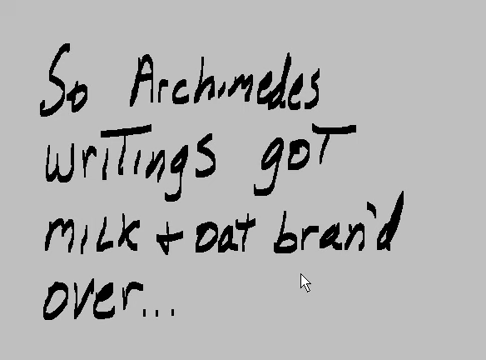 So Archimedes
writings got
milk + oat bran'd
over...